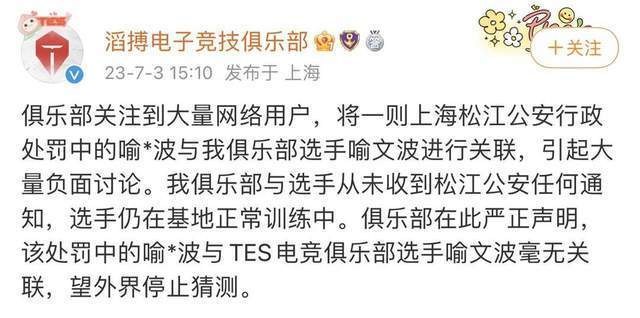 滔搏电子竞技俱乐部
23-7-3 15:10 发布于 上海
+关注
俱乐部关注到大量网络用户，将一则上海松江公安行政
处罚中的喻*波与我俱乐部选手喻文波进行关联，引起大
量负面讨论。我俱乐部与选手从未收到松江公安任何通
知，选手仍在基地正常训练中。俱乐部在此严正声明，
该处罚中的喻*波与TES电竞俱乐部选手喻文波毫无关
联，望外界停止猜测。